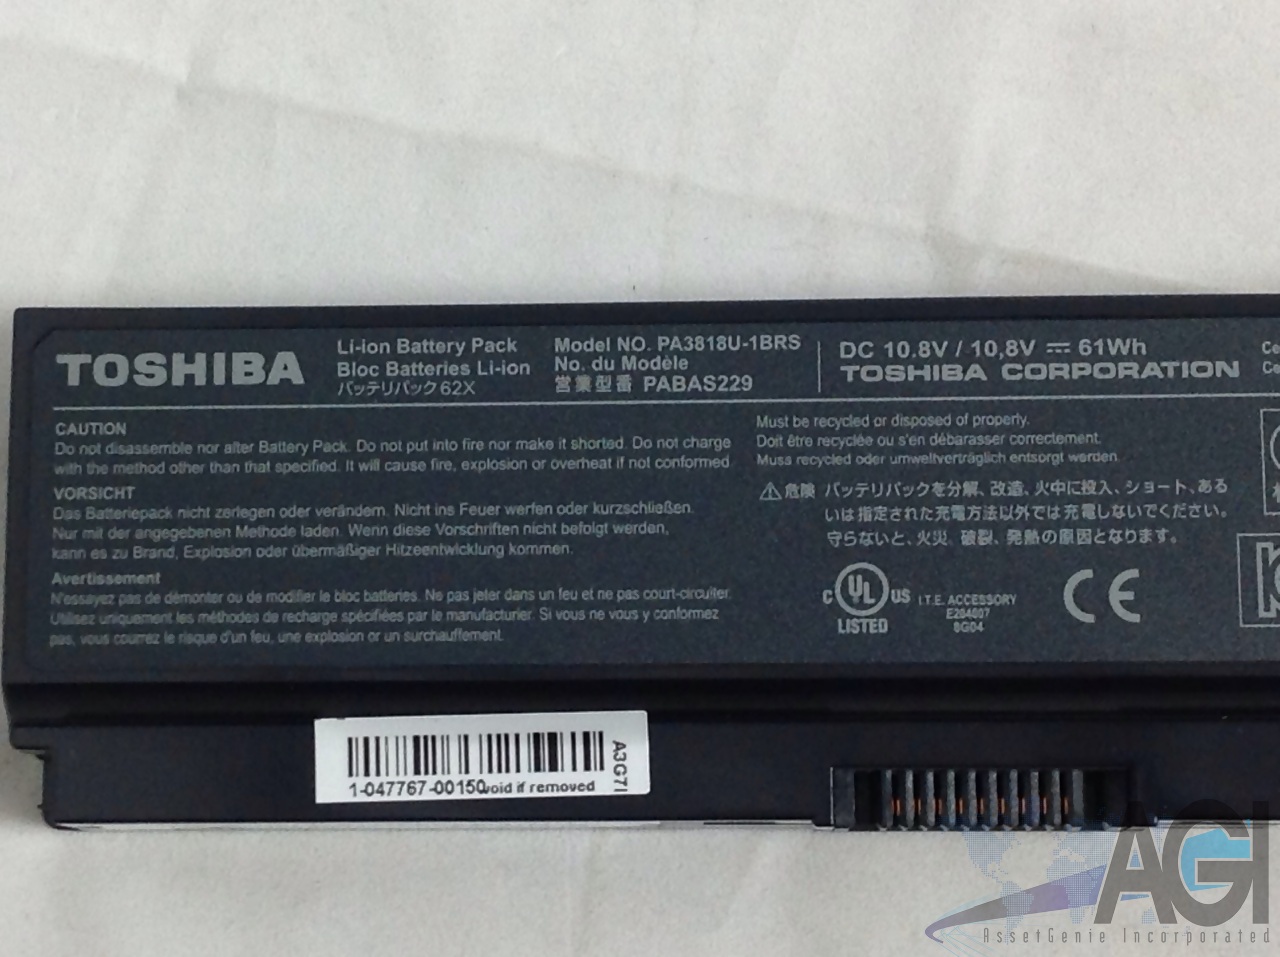 TOSHIBA
Li-ion Battery Pack
Bloc Batteries Li-ion
バッテリパック62X
Model NO. PA3818U-1BRS
No. du Modèle
営業型番 PABAS229
DC 10.8V / 10,8V ⎓ 61Wh
TOSHIBA CORPORATION
CAUTION
Do not disassemble nor alter Battery Pack. Do not put into fire nor make it shorted. Do not charge
with the method other than that specified. It will cause fire, explosion or overheat if not conformed.
VORSICHT
Das Batteriepack nicht zerlegen oder verändern. Nicht ins Feuer werfen oder kurzschließen.
Nur mit der angegebenen Methode laden. Wenn diese Vorschriften nicht befolgt werden,
kann es zu Brand, Explosion oder übermäßiger Hitzeentwicklung kommen.
Avertissement
N'essayez pas de démonter ou de modifier le bloc batteries. Ne pas jeter dans un feu et ne pas court-circuiter.
Utilisez uniquement les méthodes de recharge spécifiées par le manufacturier. Si vous ne vous y conformez
pas, vous courrez le risque d'un feu, une explosion or un surchauffement.
Must be recycled or disposed of properly.
Doit être recyclée ou s'en débarasser correctement.
Muss recycled oder umweltverträglich entsorgt werden.
⚠危険 バッテリパックを分解、改造、火中に投入、ショート、ある
いは指定された充電方法以外では充電しないでください。
守らないと、火災、破裂、発熱の原因となります。
C UL US
LISTED
I.T.E. ACCESSORY
E204607
8G04
CE
1-047767-00150 void if removed
A3G7I
AGI
AssetGenie Incorporated